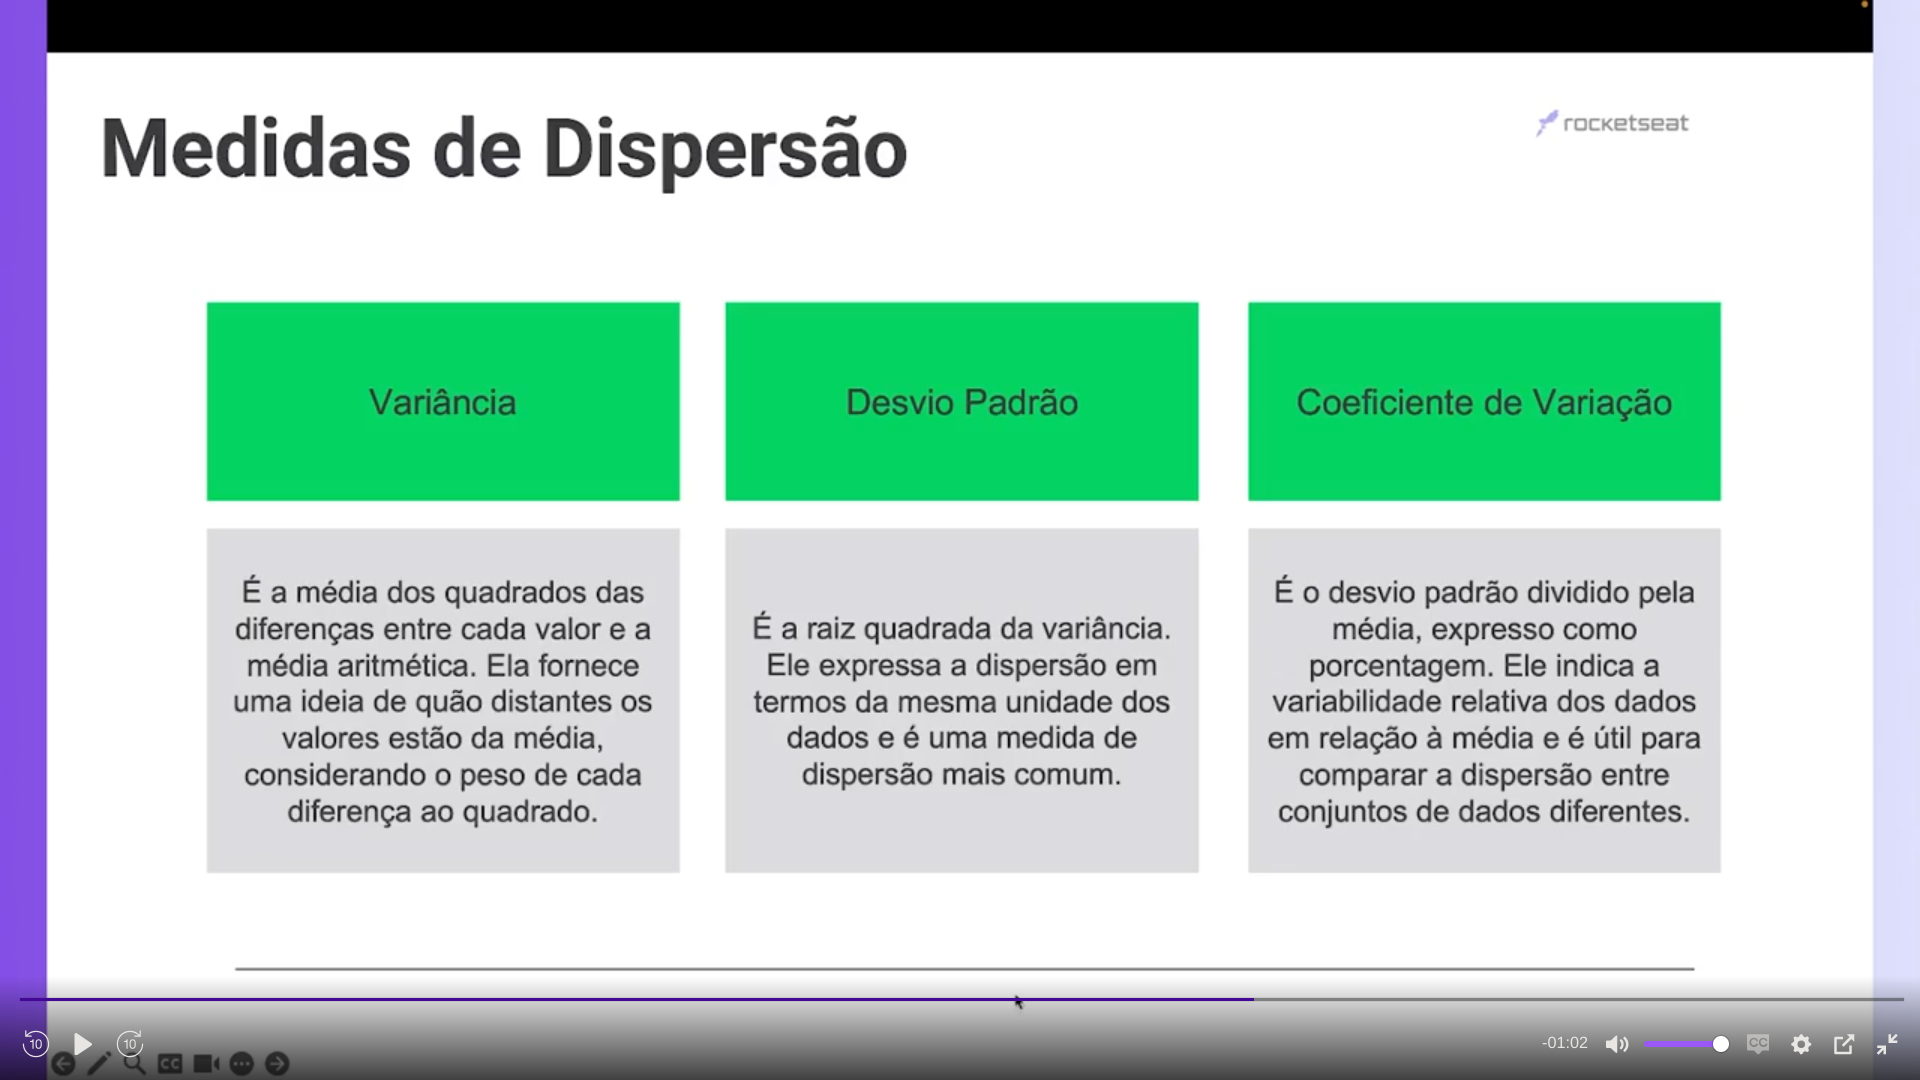 Medidas de Dispersão
rocketseat
Variância
Desvio Padrão
Coeficiente de Variação
É a média dos quadrados das
diferenças entre cada valor e a
média aritmética. Ela fornece
uma ideia de quão distantes os
valores estão da média,
considerando o peso de cada
diferença ao quadrado.
É a raiz quadrada da variância.
Ele expressa a dispersão em
termos da mesma unidade dos
dados e é uma medida de
dispersão mais comum.
É o desvio padrão dividido pela
média, expresso como
porcentagem. Ele indica a
variabilidade relativa dos dados
em relação à média e é útil para
comparar a dispersão entre
conjuntos de dados diferentes.
10
10
-01:02
CC
CC